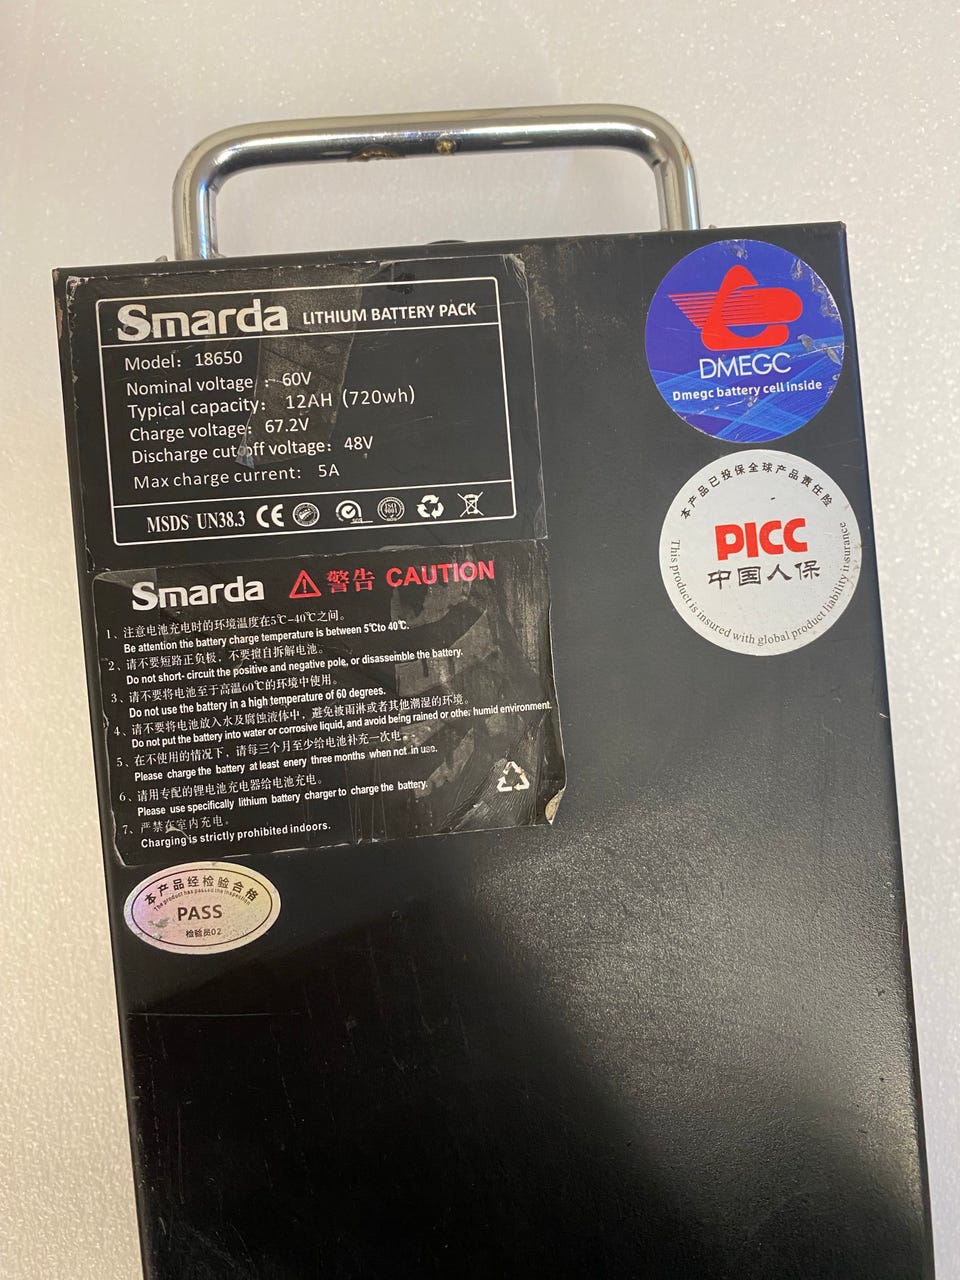 Smarda LITHIUM BATTERY PACK
Model: 18650
Nominal voltage : 60V
Typical capacity: 12AH (720wh)
Charge voltage: 67.2V
Discharge cut off voltage: 48V
Max charge current: 5A
MSDS UN38.3 CE
Smarda 警告 CAUTION
1、注意电池充电时的环境温度在5℃-40℃之间。
Be attention the battery charge temperature is between 5℃to 40℃.
2、请不要短路正负极,不要擅自拆解电池。
Do not short- circuit the positive and negative pole, or disassemble the battery.
3、请不要将电池至于高温60℃的环境中使用。
Do not use the battery in a high temperature of 60 degrees.
4、请不要将电池放入水及腐蚀液体中,避免被雨淋或者其他潮湿的环境。
Do not put the battery into water or corrosive liquid, and avoid being rained or other humid environment.
5、在不使用的情况下,请每三个月至少给电池补充一次电
Please charge the battery at least enery three months when not in use.
6、请用专配的锂电池充电器给电池充电。
Please use specifically lithium battery charger to charge the battery.
7、严禁在室内充电。
Charging is strictly prohibited indoors.
本产品经检验合格
The product has passed the inspection
PASS
检验员02
DMEGC
Dmegc battery cell inside
本产品已投保全球产品责任险
PICC
中国人保
This product is insured with global product liability insurance